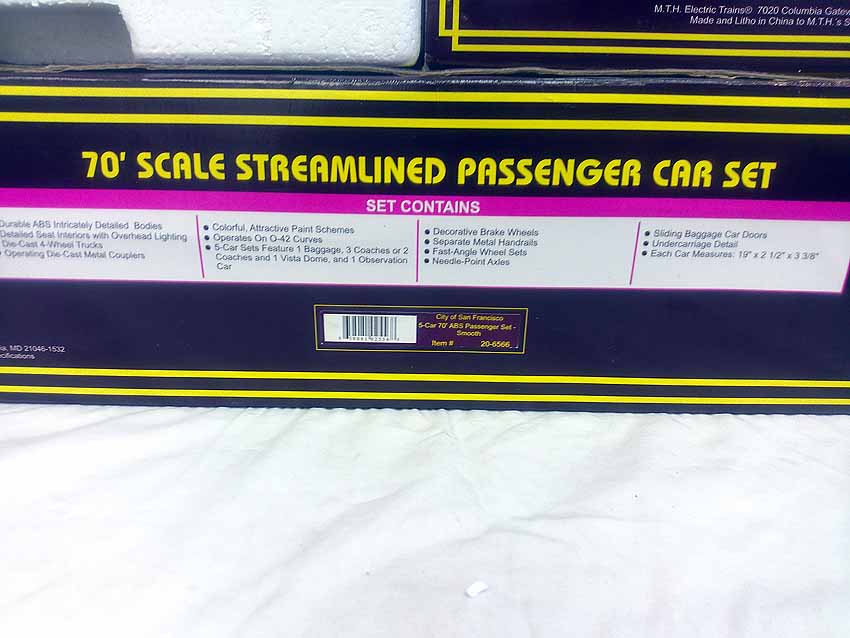 M.T.H. Electric Trains® 7020 Columbia Gatew
Made and Litho in China to M.T.H.'s S
70' SCALE STREAMLINED PASSENGER CAR SET
SET CONTAINS
Durable ABS Intricately Detailed Bodies
Detailed Seat Interiors with Overhead Lighting
Die-Cast 4-Wheel Trucks
Operating Die-Cast Metal Couplers
• Colorful, Attractive Paint Schemes
• Operates On O-42 Curves
• 5-Car Sets Feature 1 Baggage, 3 Coaches or 2
Coaches and 1 Vista Dome, and 1 Observation
Car
• Decorative Brake Wheels
• Separate Metal Handrails
• Fast-Angle Wheel Sets
• Needle-Point Axles
• Sliding Baggage Car Doors
• Undercarriage Detail
• Each Car Measures: 19" x 2 1/2" x 3 3/8"
City of San Francisco
5-Car 70' ABS Passenger Set -
Smooth
Item # 20-6566
ia, MD 21046-1532
ecifications